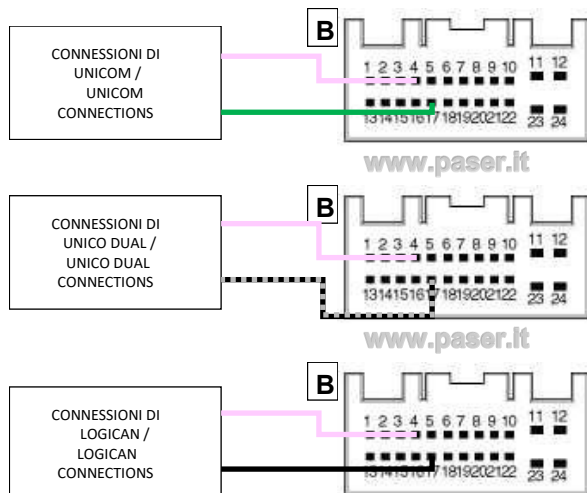 CONNESSIONI DI
UNICOM /
UNICOM
CONNECTIONS
B
1 2 3 4 5 6 7 8 9 10 11 12
13 14 15 16 17 18 19 20 21 22 23 24
www.paser.it
CONNESSIONI DI
UNICO DUAL /
UNICO DUAL
CONNECTIONS
B
1 2 3 4 5 6 7 8 9 10 11 12
13 14 15 16 17 18 19 20 21 22 23 24
www.paser.it
CONNESSIONI DI
LOGICAN /
LOGICAN
CONNECTIONS
B
1 2 3 4 5 6 7 8 9 10 11 12
13 14 15 16 17 18 19 20 21 22 23 24